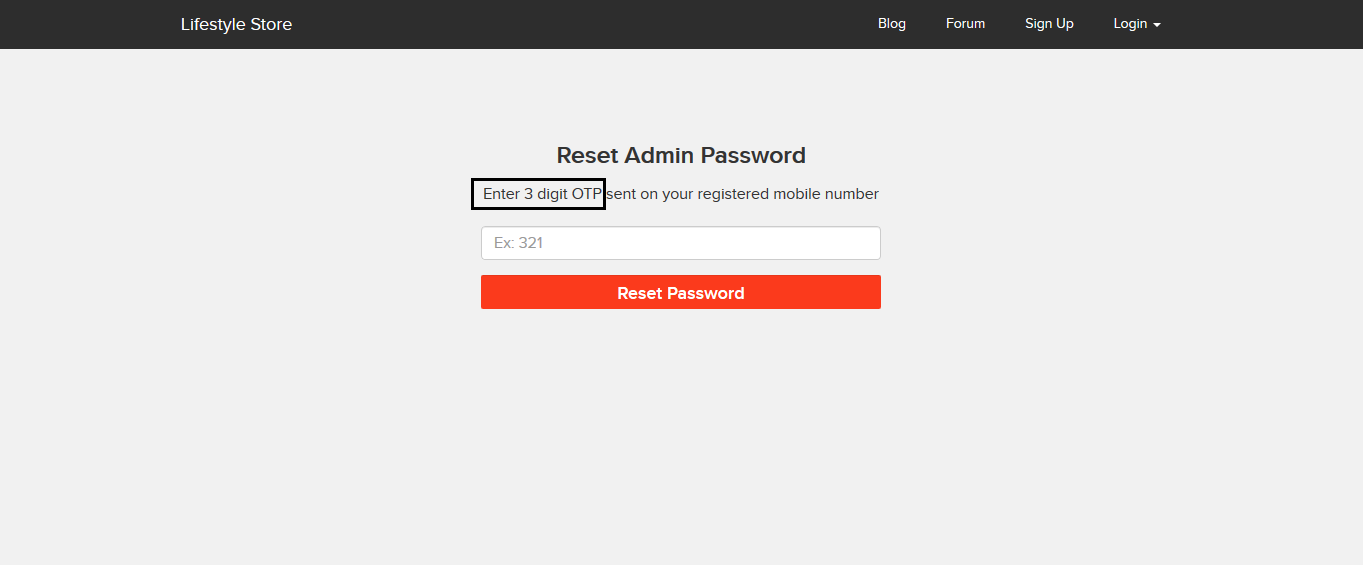 Lifestyle Store
Blog Forum Sign Up Login
Reset Admin Password
Enter 3 digit OTP sent on your registered mobile number
Ex: 321
Reset Password